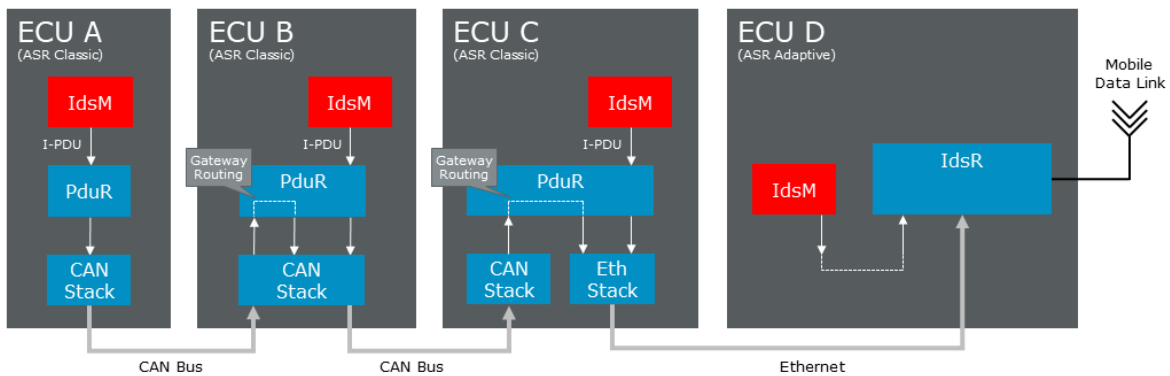 ECU A
(ASR Classic)
IdsM
I-PDU
PduR
CAN
Stack
ECU B
(ASR Classic)
IdsM
I-PDU
Gateway
Routing
PduR
CAN
Stack
ECU C
(ASR Classic)
IdsM
I-PDU
Gateway
Routing
PduR
CAN
Stack
Eth
Stack
ECU D
(ASR Adaptive)
IdsM
IdsR
Mobile
Data Link
CAN Bus
CAN Bus
Ethernet